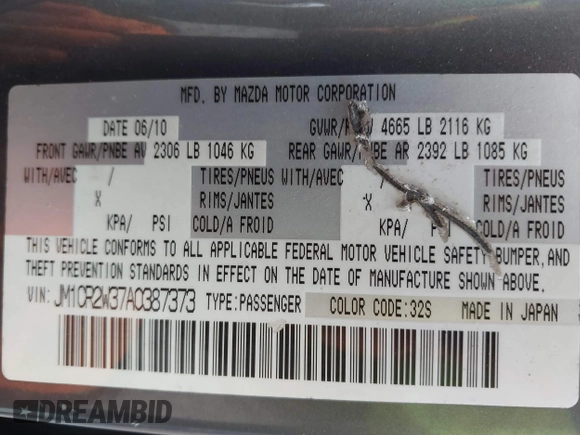 MFD. BY MAZDA MOTOR CORPORATION
DATE 06/10 GVWR/ 4665 LB 2116 KG
FRONT GAWR/PNBE AV 2306 LB 1046 KG REAR GAWR/ BE AR 2392 LB 1085 KG
WITH/AVEC / TIRES/PNEUS WITH/AVEC / TIRES/PNEUS
X RIMS/JANTES X RIMS/JANTES
KPA/ PSI COLD/A FROID KPA/ COLD/A FROID
THIS VEHICLE CONFORMS TO ALL APPLICABLE FEDERAL MOTOR VEHICLE SAFETY, BUMPER, AND
THEFT PREVENTION STANDARDS IN EFFECT ON THE DATE OF MANUFACTURE SHOWN ABOVE.
VIN: JM1CR2W37A0387373 TYPE:PASSENGER COLOR CODE:32S MADE IN JAPAN
DREAMBID